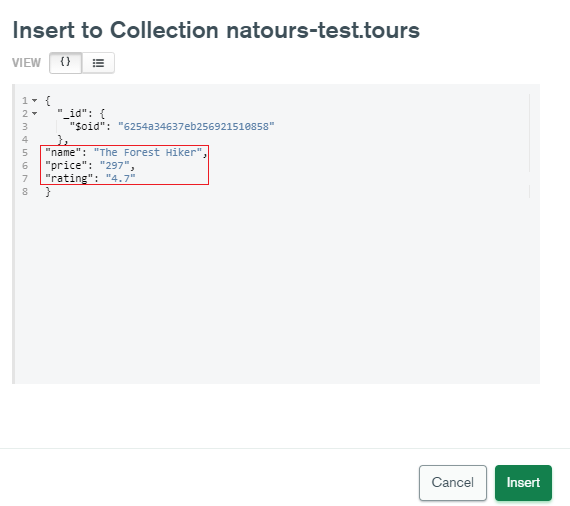 Insert to Collection natours-test.tours
VIEW {}
1 {
2 "_id": {
3 "$oid": "6254a34637eb256921510858"
4 },
5 "name": "The Forest Hiker",
6 "price": "297",
7 "rating": "4.7"
8 }
Cancel Insert